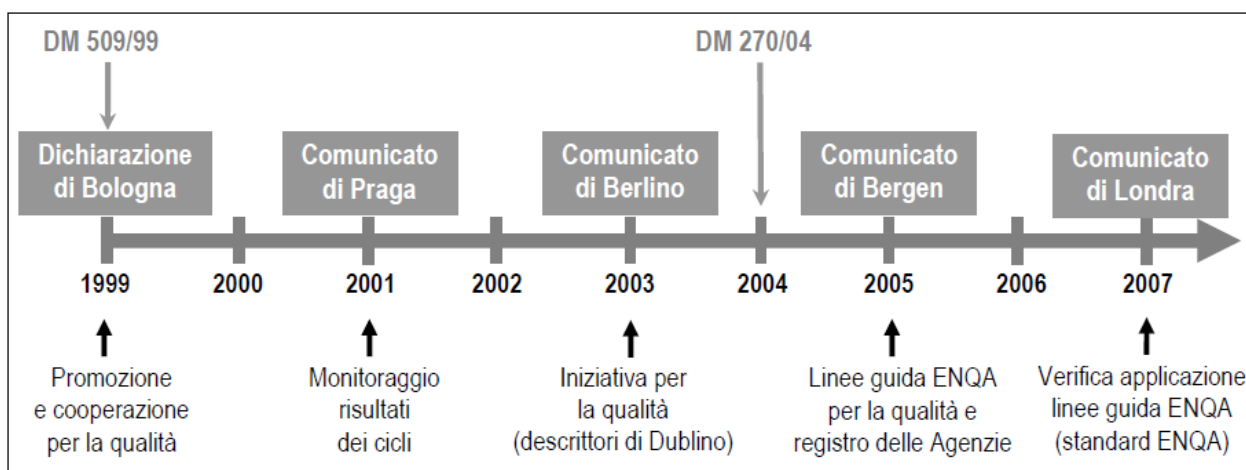 DM 509/99
DM 270/04
Dichiarazione
di Bologna
Comunicato
di Praga
Comunicato
di Berlino
Comunicato
di Bergen
Comunicato
di Londra
1999
2000
2001
2002
2003
2004
2005
2006
2007
Promozione
e cooperazione
per la qualità
Monitoraggio
risultati
dei cicli
Iniziativa per
la qualità
(descrittori di Dublino)
Linee guida ENQA
per la qualità e
registro delle Agenzie
Verifica applicazione
linee guida ENQA
(standard ENQA)